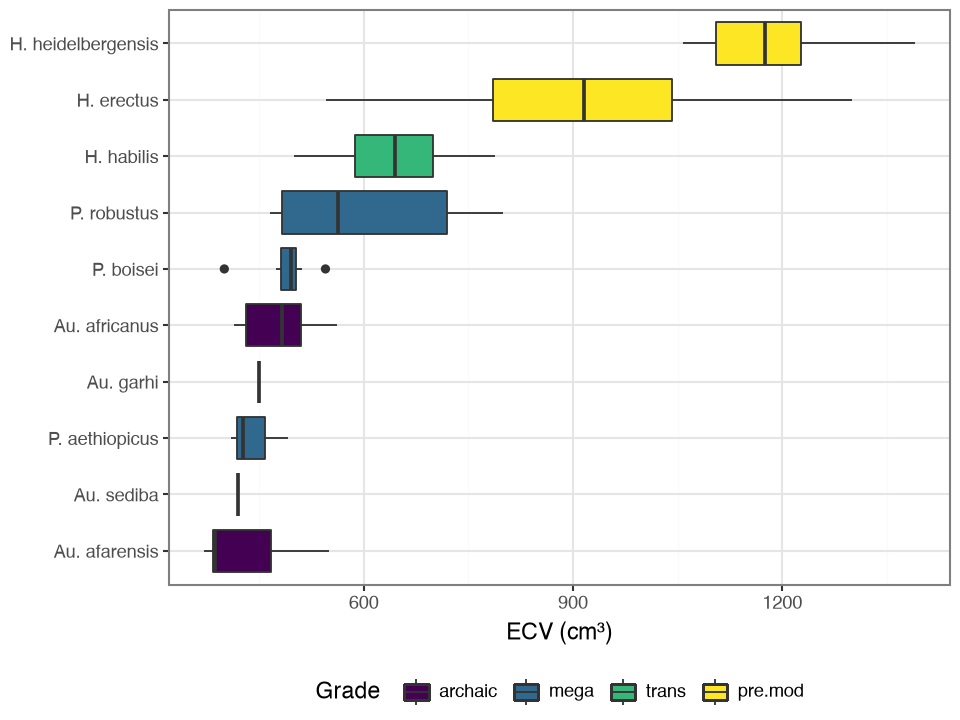 H. heidelbergensis
H. erectus
H. habilis
P. robustus
P. boisei
Au. africanus
Au. garhi
P. aethiopicus
Au. sediba
Au. afarensis
600 900 1200
ECV (cm³)
Grade archaic mega trans pre.mod